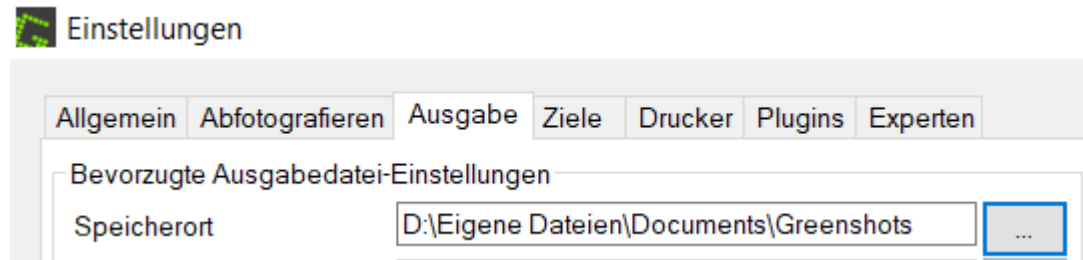 Einstellungen
Allgemein Abfotografieren Ausgabe Ziele Drucker Plugins Experten
Bevorzugte Ausgabedatei-Einstellungen
Speicherort D:\Eigene Dateien\Documents\Greenshots ...